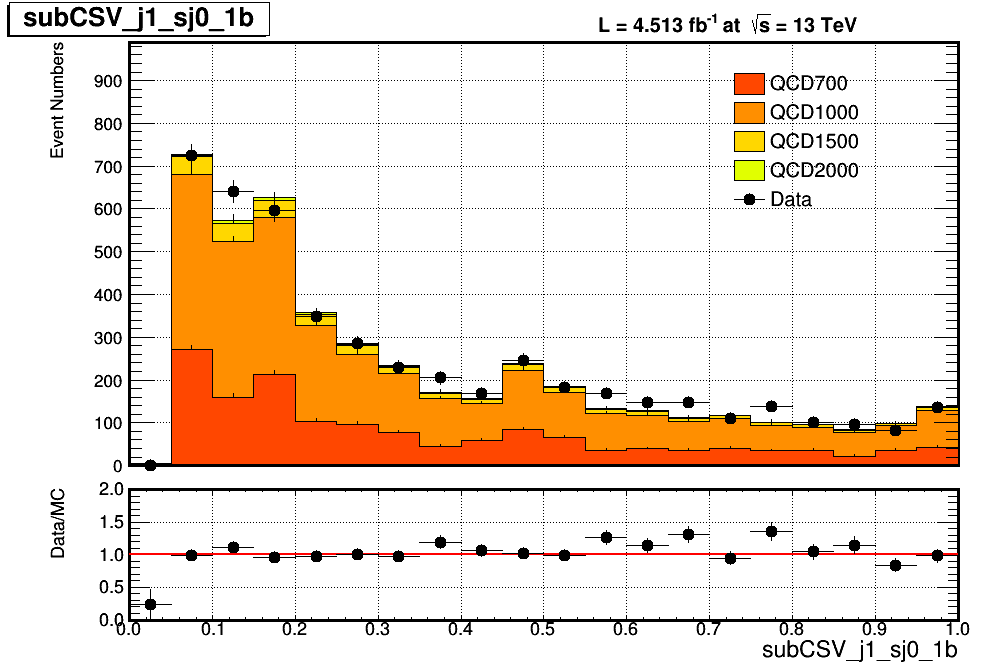 subCSV_j1_sj0_1b
L = 4.513 fb-1 at √s = 13 TeV
Event Numbers
900
800
700
600
500
400
300
200
100
0
QCD700
QCD1000
QCD1500
QCD2000
Data
Data/MC
2.0
1.5
1.0
0.5
0.0
0.0 0.1 0.2 0.3 0.4 0.5 0.6 0.7 0.8 0.9 1.0
subCSV_j1_sj0_1b